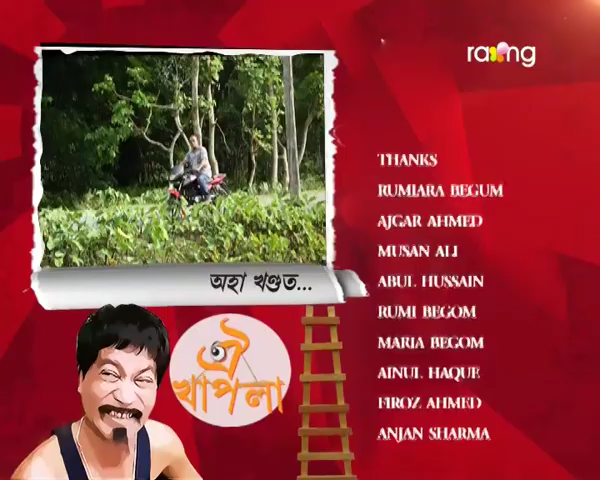 rang
THANKS
RUMIARA BEGUM
AJGAR AHMED
MUSAN ALI
ABUL HUSSAIN
RUMI BEGOM
MARIA BEGOM
AINUL HAQUE
FIROZ AHMED
ANJAN SHARMA
অহা খণ্ডত...
ঐ
খাপলা